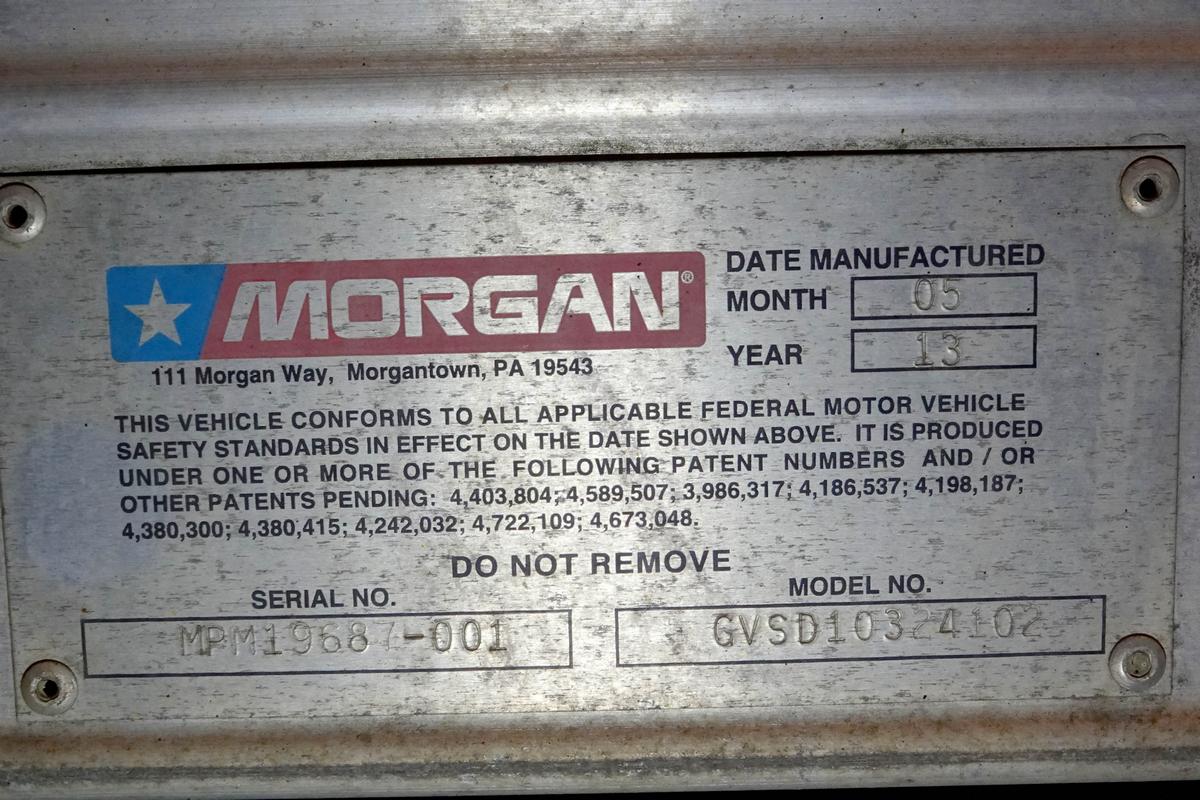 MORGAN®
111 Morgan Way, Morgantown, PA 19543
DATE MANUFACTURED
MONTH 05
YEAR 13
THIS VEHICLE CONFORMS TO ALL APPLICABLE FEDERAL MOTOR VEHICLE
SAFETY STANDARDS IN EFFECT ON THE DATE SHOWN ABOVE. IT IS PRODUCED
UNDER ONE OR MORE OF THE FOLLOWING PATENT NUMBERS AND / OR
OTHER PATENTS PENDING: 4,403,804; 4,589,507; 3,986,317; 4,186,537; 4,198,187;
4,380,300; 4,380,415; 4,242,032; 4,722,109; 4,673,048.
DO NOT REMOVE
SERIAL NO.
MPM19687-001
MODEL NO.
GVSD10324102